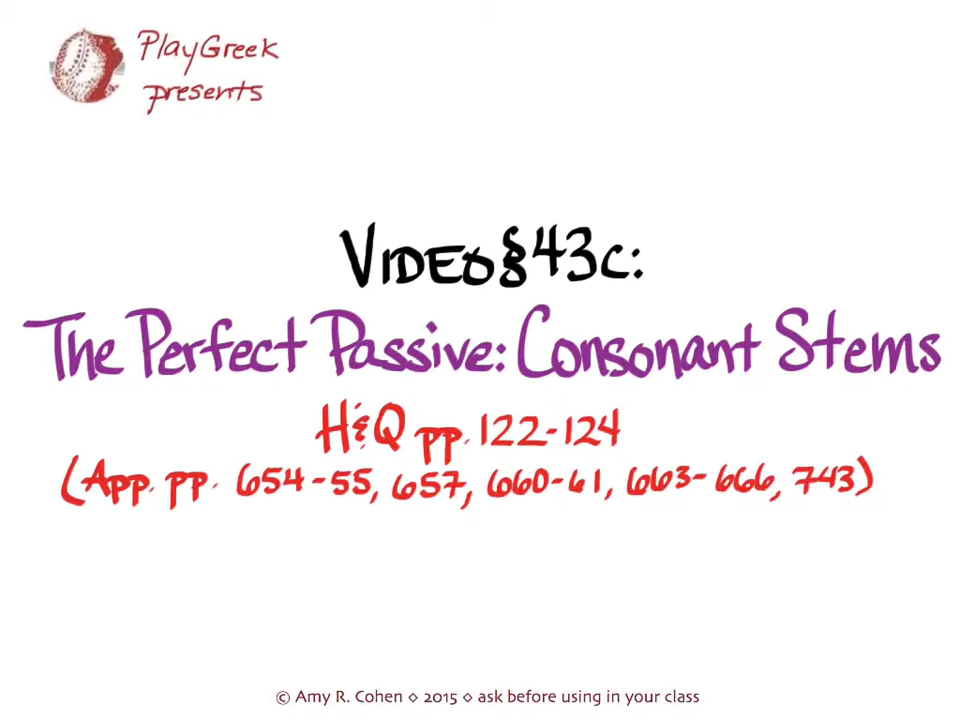 PlayGreek
presents
VIDEO §43c:
The Perfect Passive: Consonant Stems
H&Q pp. 122-124
(App. pp. 654-55, 657, 660-61, 663-666, 743)
© Amy R. Cohen ◇ 2015 ◇ ask before using in your class